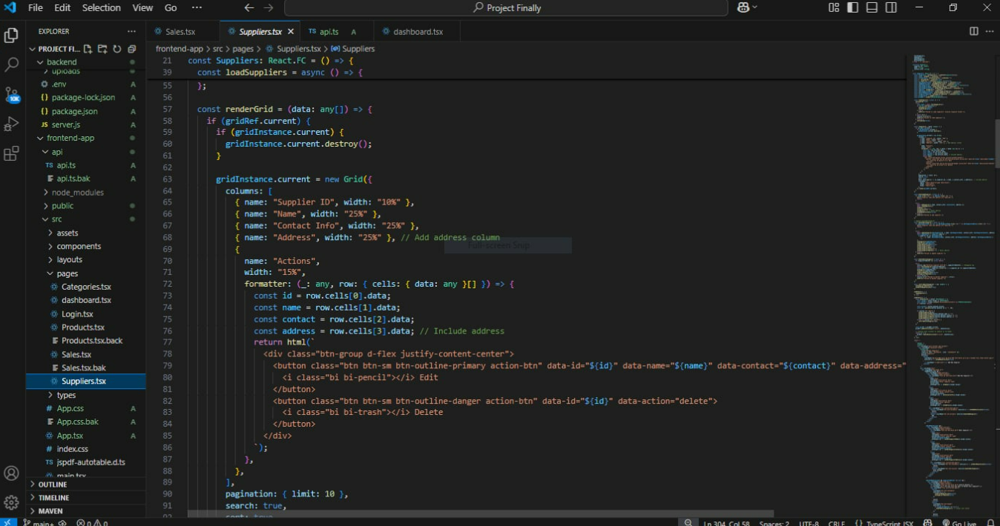 File Edit Selection View Go ··· Project Finally
EXPLORER ···
PROJECT FI...
backend
uploads
.env A
package-lock.json A
package.json A
server.js A
frontend-app
api
TS api.ts A
api.ts.bak A
node_modules
public
src
assets
components
layouts
pages
Categories.tsx
dashboard.tsx
Login.tsx
Products.tsx
Products.tsx.back
Sales.tsx
Sales.tsx.bak
Suppliers.tsx
types
# App.css A
App.css.bak A
App.tsx A
# index.css
TS jspdf-autotable.d.ts
main.tsx
OUTLINE
TIMELINE
MAVEN
10K
Sales.tsx Suppliers.tsx × TS api.ts A dashboard.tsx ···
frontend-app > src > pages > Suppliers.tsx > Suppliers
21 const Suppliers: React.FC = () => {
39 const loadSuppliers = async () => {
55 };
56
57 const renderGrid = (data: any[]) => {
58 if (gridRef.current) {
59 if (gridInstance.current) {
60 gridInstance.current.destroy();
61 }
62
63 gridInstance.current = new Grid({
64 columns: [
65 { name: "Supplier ID", width: "10%" },
66 { name: "Name", width: "25%" },
67 { name: "Contact Info", width: "25%" },
68 { name: "Address", width: "25%" }, // Add address column
Full-screen Snip
69 {
70 name: "Actions",
71 width: "15%",
72 formatter: (_: any, row: { cells: { data: any }[] }) => {
73 const id = row.cells[0].data;
74 const name = row.cells[1].data;
75 const contact = row.cells[2].data;
76 const address = row.cells[3].data; // Include address
77 return html(`
78 <div class="btn-group d-flex justify-content-center">
79 <button class="btn btn-sm btn-outline-primary action-btn" data-id="${id}" data-name="${name}" data-contact="${contact}" data-address="
80 <i class="bi bi-pencil"></i> Edit
81 </button>
82 <button class="btn btn-sm btn-outline-danger action-btn" data-id="${id}" data-action="delete">
83 <i class="bi bi-trash"></i> Delete
84 </button>
85 </div>
86 `);
87 },
88 },
89 ],
90 pagination: { limit: 10 },
91 search: true,
92 sort: true
main+ 0 0 Ln 304, Col 58 Spaces: 2 UTF-8 CRLF {} TypeScript JSX Go Live